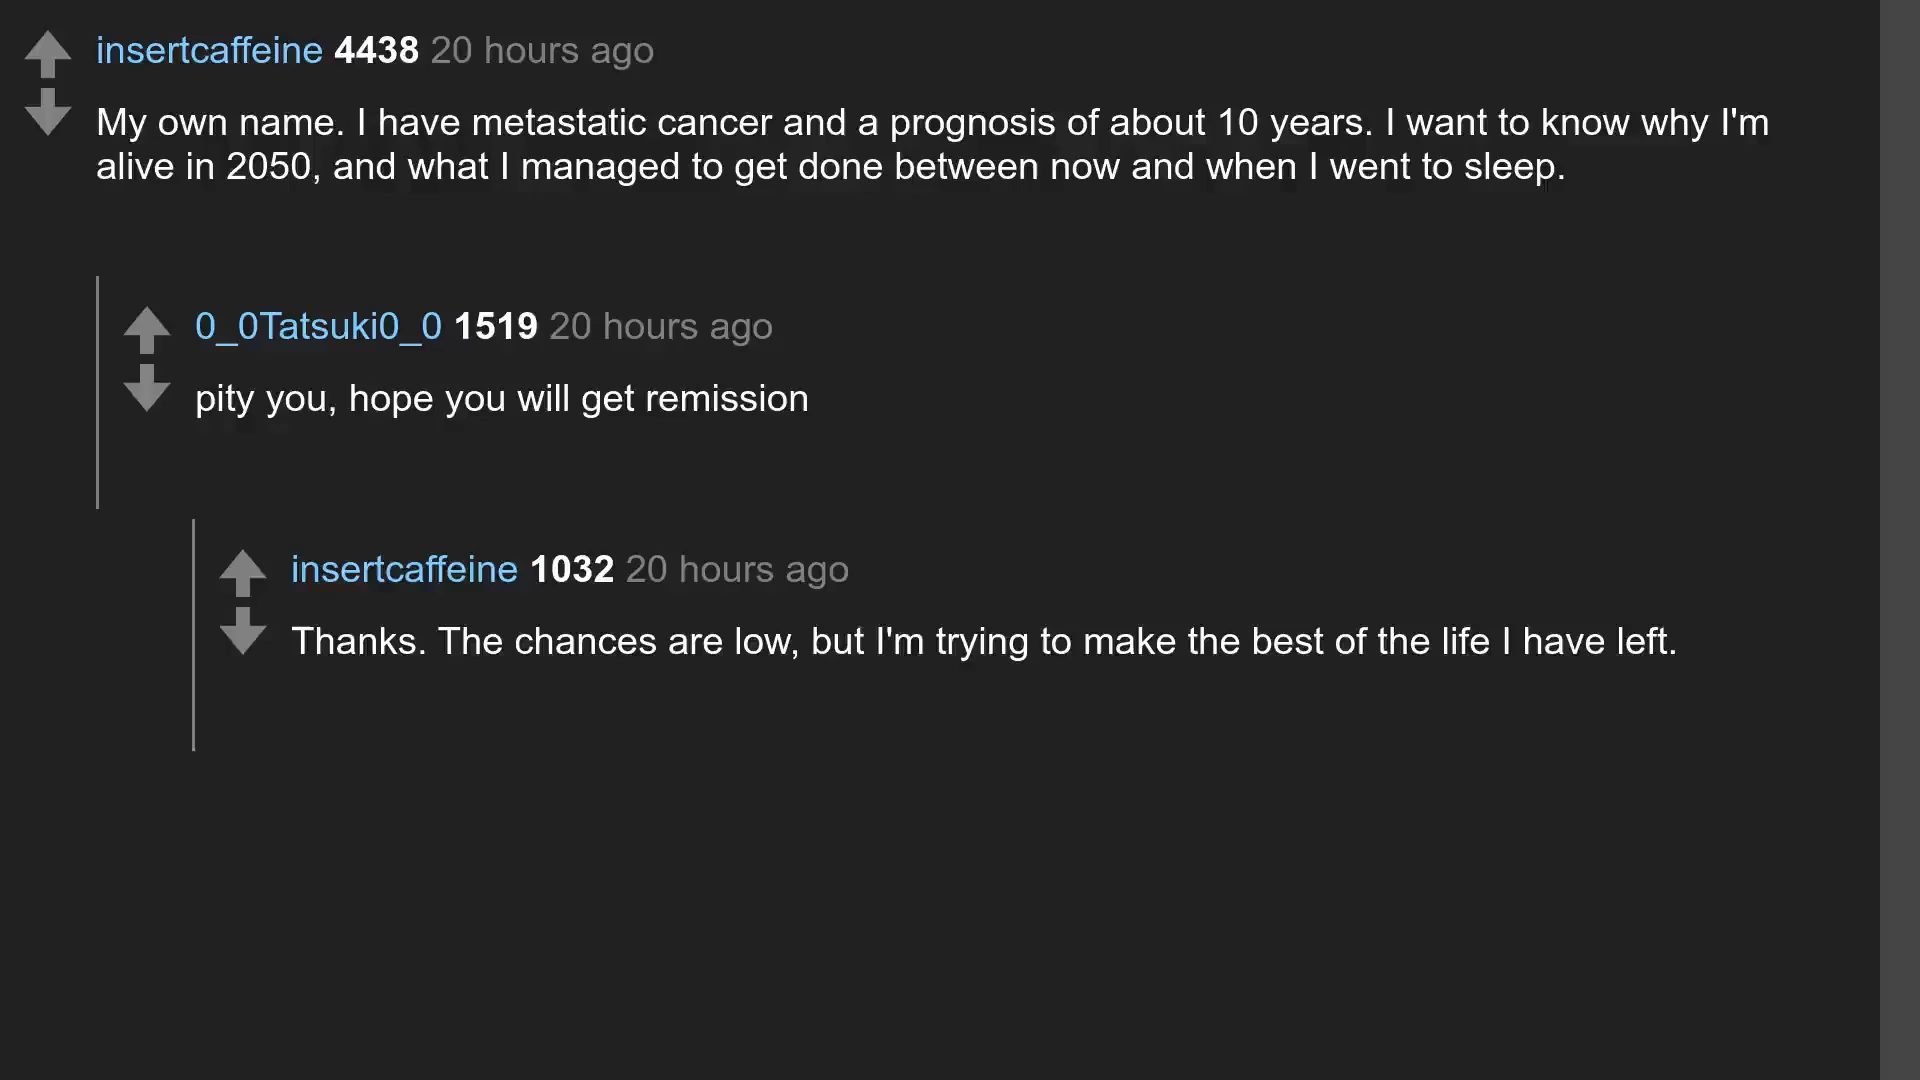 insertcaffeine 4438 20 hours ago
My own name. I have metastatic cancer and a prognosis of about 10 years. I want to know why I'm
alive in 2050, and what I managed to get done between now and when I went to sleep.
0_0Tatsuki0_0 1519 20 hours ago
pity you, hope you will get remission
insertcaffeine 1032 20 hours ago
Thanks. The chances are low, but I'm trying to make the best of the life I have left.